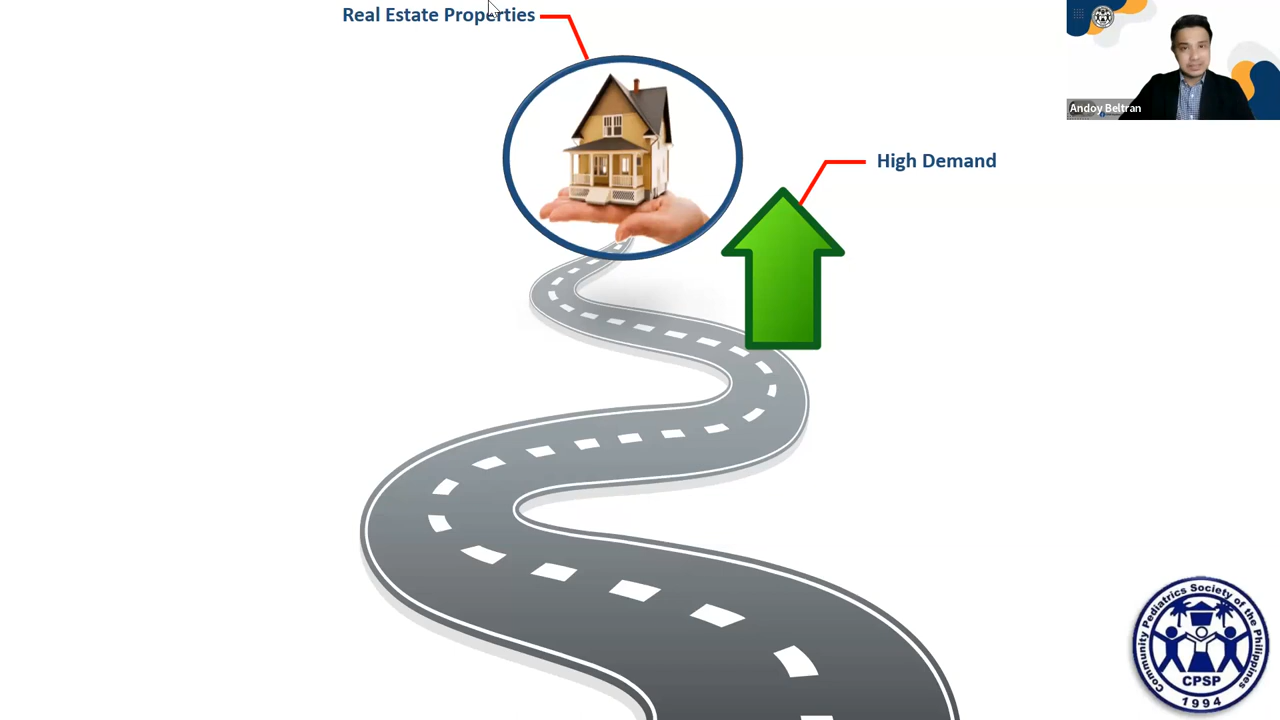 Real Estate Properties
Andoy Beltran
High Demand
Community Pediatrics Society of the Philippines
CPSP
1994